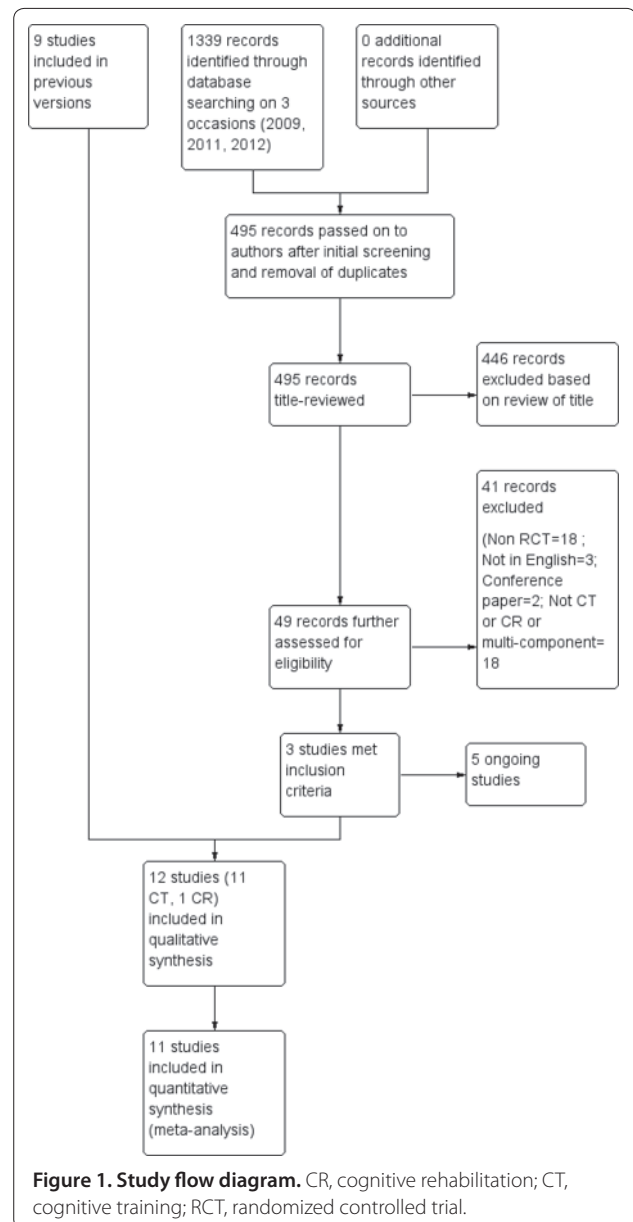 9 studies
included in
previous
versions
1339 records
identified through
database
searching on 3
occasions (2009,
2011, 2012)
0 additional
records identified
through other
sources
495 records passed on to
authors after initial screening
and removal of duplicates
495 records
title-reviewed
446 records
excluded based
on review of title
41 records
excluded
(Non RCT=18 ;
Not in English=3;
Conference
paper=2; Not CT
or CR or
multi-component=
18
49 records further
assessed for
eligibility
3 studies met
inclusion
criteria
5 ongoing
studies
12 studies (11
CT, 1 CR)
included in
qualitative
synthesis
11 studies
included in
quantitative
synthesis
(meta-analysis)
Figure 1. Study flow diagram. CR, cognitive rehabilitation; CT,
cognitive training; RCT, randomized controlled trial.